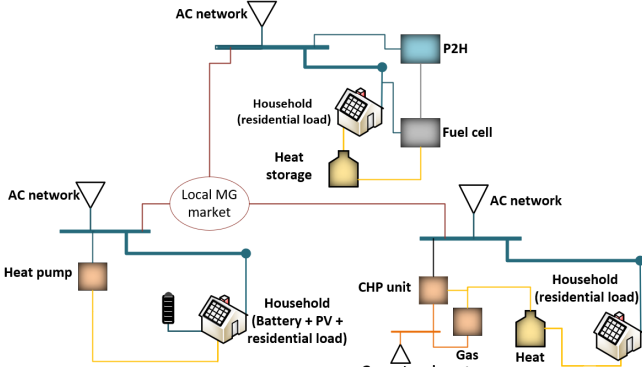 AC network
P2H
Household
(residential load)
Fuel cell
Heat
storage
Local MG
market
AC network
AC network
Heat pump
CHP unit
Household
(residential load)
Household
(Battery + PV +
residential load)
Gas
Heat